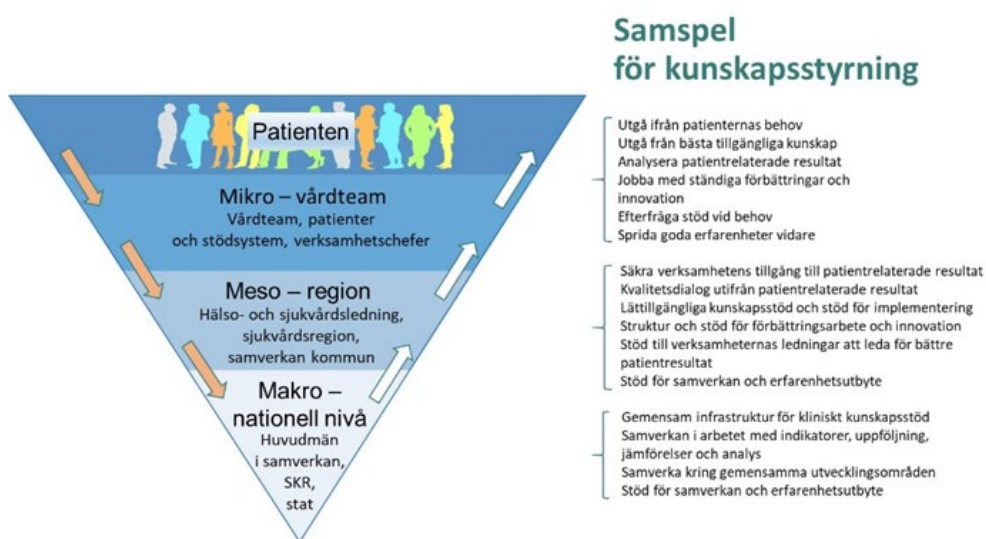 Samspel
för kunskapsstyrning
Patienten
Mikro – vårdteam
Vårdteam, patienter
och stödsystem, verksamhetschefer
Meso – region
Hälso- och sjukvårdsledning,
sjukvårdsregion,
samverkan kommun
Makro –
nationell nivå
Huvudmän
i samverkan,
SKR,
stat
Utgå ifrån patienternas behov
Utgå från bästa tillgängliga kunskap
Analysera patientrelaterade resultat
Jobba med ständiga förbättringar och
innovation
Efterfråga stöd vid behov
Sprida goda erfarenheter vidare
Säkra verksamhetens tillgång till patientrelaterade resultat
Kvalitetsdialog utifrån patientrelaterade resultat
Lättillgängliga kunskapsstöd och stöd för implementering
Struktur och stöd för förbättringsarbete och innovation
Stöd till verksamheternas ledningar att leda för bättre
patientresultat
Stöd för samverkan och erfarenhetsutbyte
Gemensam infrastruktur för kliniskt kunskapsstöd
Samverkan i arbetet med indikatorer, uppföljning,
jämförelser och analys
Samverka kring gemensamma utvecklingsområden
Stöd för samverkan och erfarenhetsutbyte